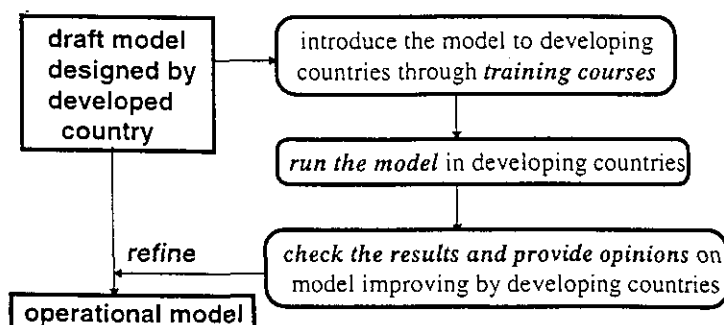 draft model
designed by
developed
country
introduce the model to developing
countries through training courses
run the model in developing countries
check the results and provide opinions on
model improving by developing countries
refine
operational model